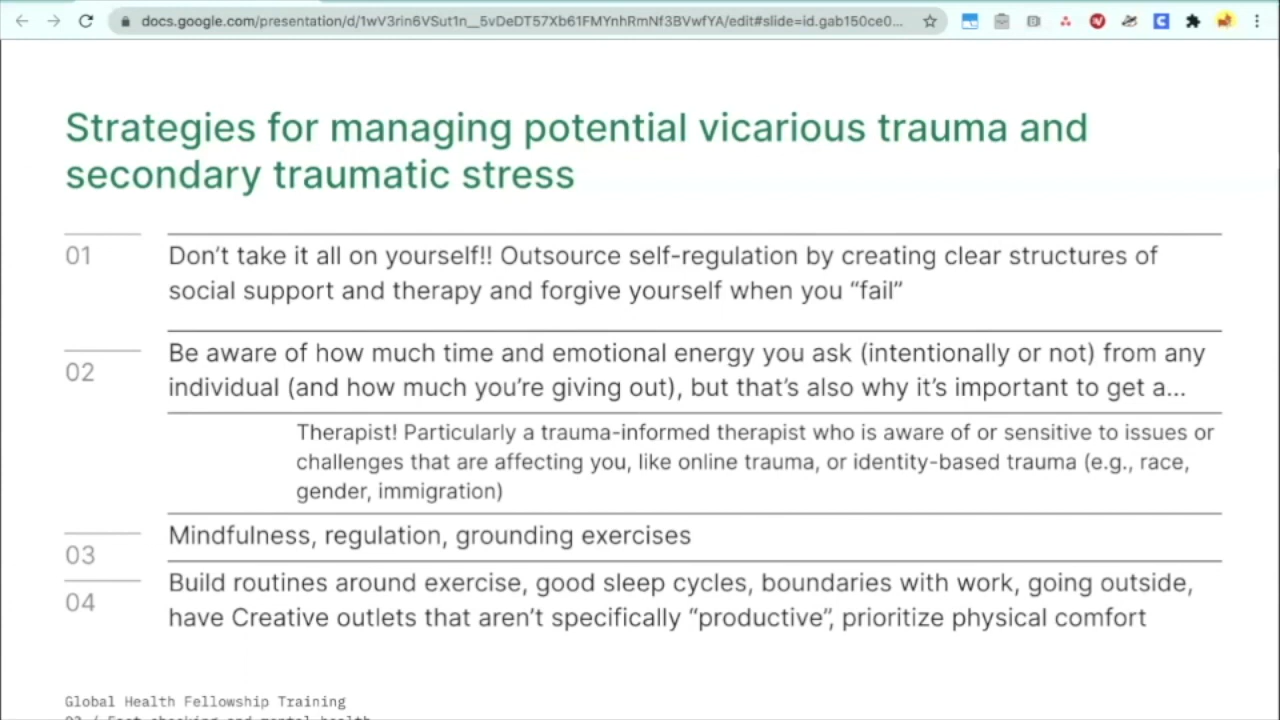 docs.google.com/presentation/d/1wV3rin6VSut1n__5vDeDT57Xb61FMYnhRmNf3BVwfYA/edit#slide=id.gab150ce0...
Strategies for managing potential vicarious trauma and
secondary traumatic stress
01
Don’t take it all on yourself!! Outsource self-regulation by creating clear structures of
social support and therapy and forgive yourself when you “fail”
02
Be aware of how much time and emotional energy you ask (intentionally or not) from any
individual (and how much you’re giving out), but that’s also why it’s important to get a...
Therapist! Particularly a trauma-informed therapist who is aware of or sensitive to issues or
challenges that are affecting you, like online trauma, or identity-based trauma (e.g., race,
gender, immigration)
03
Mindfulness, regulation, grounding exercises
04
Build routines around exercise, good sleep cycles, boundaries with work, going outside,
have Creative outlets that aren’t specifically “productive”, prioritize physical comfort
Global Health Fellowship Training